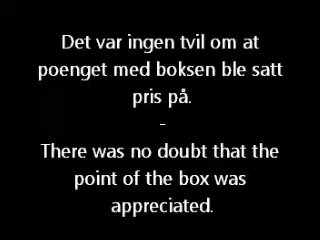 Det var ingen tvil om at
poenget med boksen ble satt
pris på.
-
There was no doubt that the
point of the box was
appreciated.